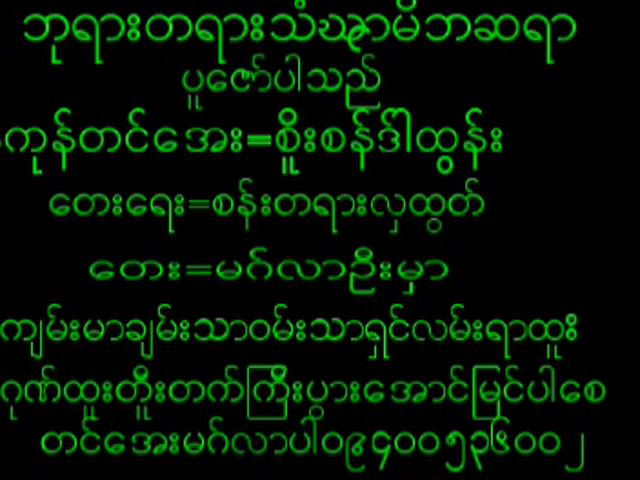 ဘုရားတရားသံဃာမိဘဆရာ
ပူဇော်ပါသည်
ကုန်တင်အေး=စိူးစန်ဒါ်ထွန်း
တေးရေး=စန်းတရားလှထွတ်
တေး=မင်္ဂလာဦးမှာ
ကျမ်းမာချမ်းသာဝမ်းသာရှင်လမ်းရာထူး
ဂုဏ်ထူးတိူးတက်ကြီးပွားအောင်မြင်ပါစေ
တင်အေးမဂ်လာပါ၀၉၄၀၀၅၃၆၀၀၂